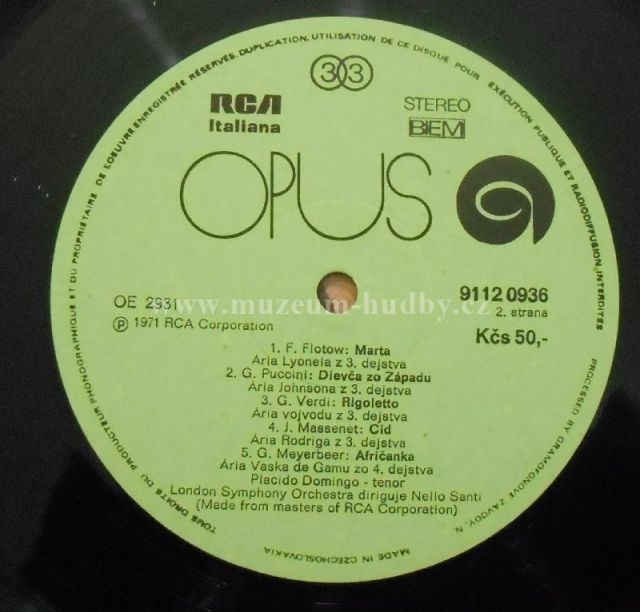 TOUS DROITS DU PRODUCTEUR PHONOGRAPHIQUE ET DU PROPRIETAIRE DE L'OEUVRE ENREGISTRÉE RÉSERVÉS. DUPLICATION, UTILISATION DE CE DISQUE POUR EXÉCUTION PUBLIQUE ET RADIODIFFUSION INTERDITES
33
RCA
Italiana
STEREO
BIEM
OPUS
www.muzeum-hudby.cz
OE 2931
℗ 1971 RCA Corporation
9112 0936
2. strana
Kčs 50,-
1. F. Flotow: Marta
Ária Lyonela z 3. dejstva
2. G. Puccini: Dievča zo Západu
Ária Johnsona z 3. dejstva
3. G. Verdi: Rigoletto
Ária vojvodu z 3. dejstva
4. J. Massenet: Cid
Ária Rodriga z 3. dejstva
5. G. Meyerbeer: Afričanka
Ária Vaska de Gamu zo 4. dejstva
Placido Domingo - tenor
London Symphony Orchestra diriguje Nello Santi
(Made from masters of RCA Corporation)
PROCESSED BY GRAMOFONOVÉ ZÁVODY, N.
MADE IN CZECHOSLOVAKIA